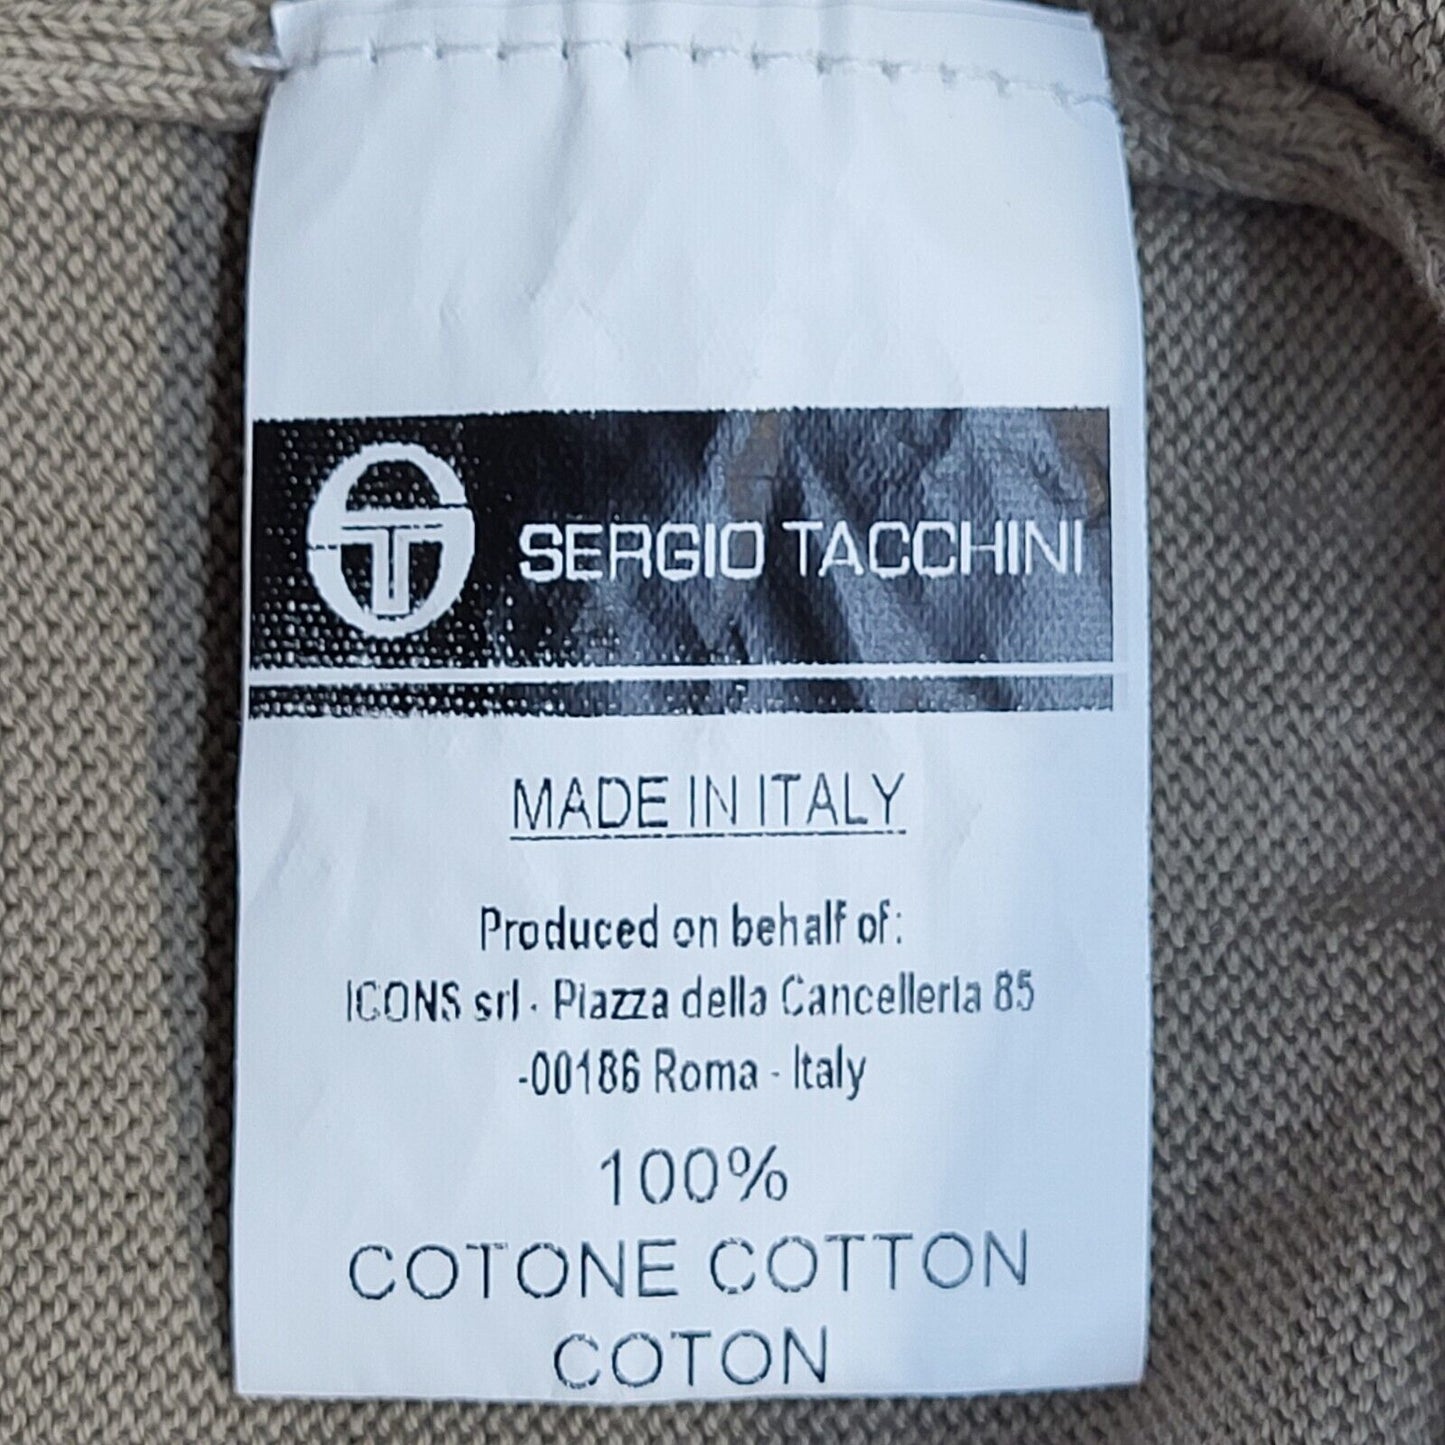 SERGIO TACCHINI
MADE IN ITALY
Produced on behalf of:
ICONS srl - Piazza della Cancelleria 85
-00186 Roma - Italy
100%
COTONE COTTON
COTON